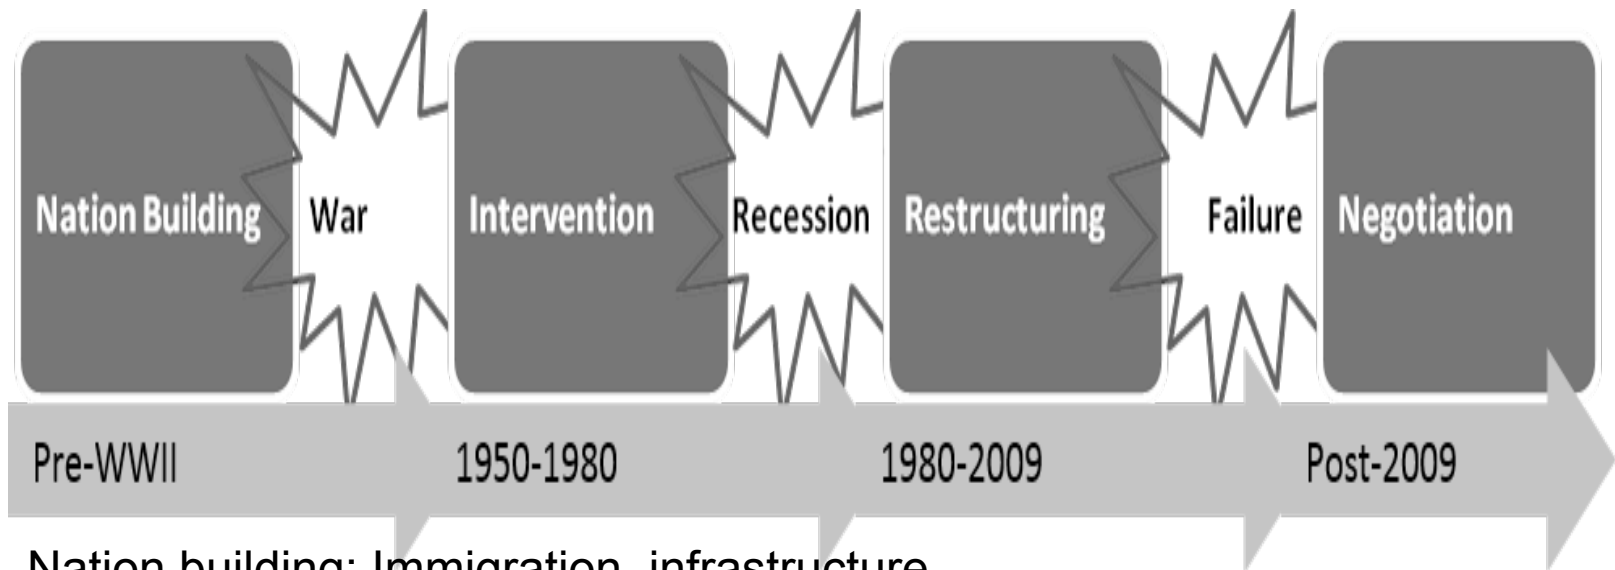 Nation Building
War
Intervention
Recession
Restructuring
Failure
Negotiation
Pre-WWII
1950-1980
1980-2009
Post-2009
Nation building: Immigration, infrastructure